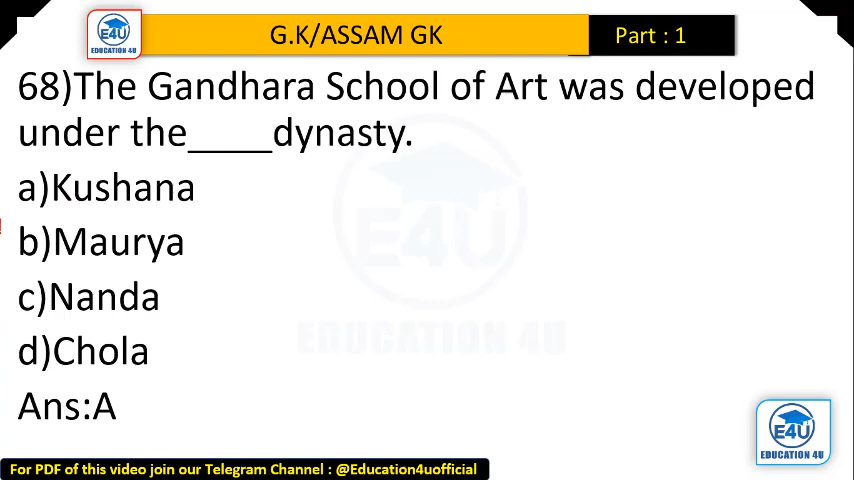 E4U
EDUCATION 4U
G.K/ASSAM GK
Part : 1
68)The Gandhara School of Art was developed
under the____dynasty.
a)Kushana
b)Maurya
c)Nanda
d)Chola
Ans:A
E4U
EDUCATION 4U
E4U
EDUCATION 4U
For PDF of this video join our Telegram Channel : @Education4uofficial